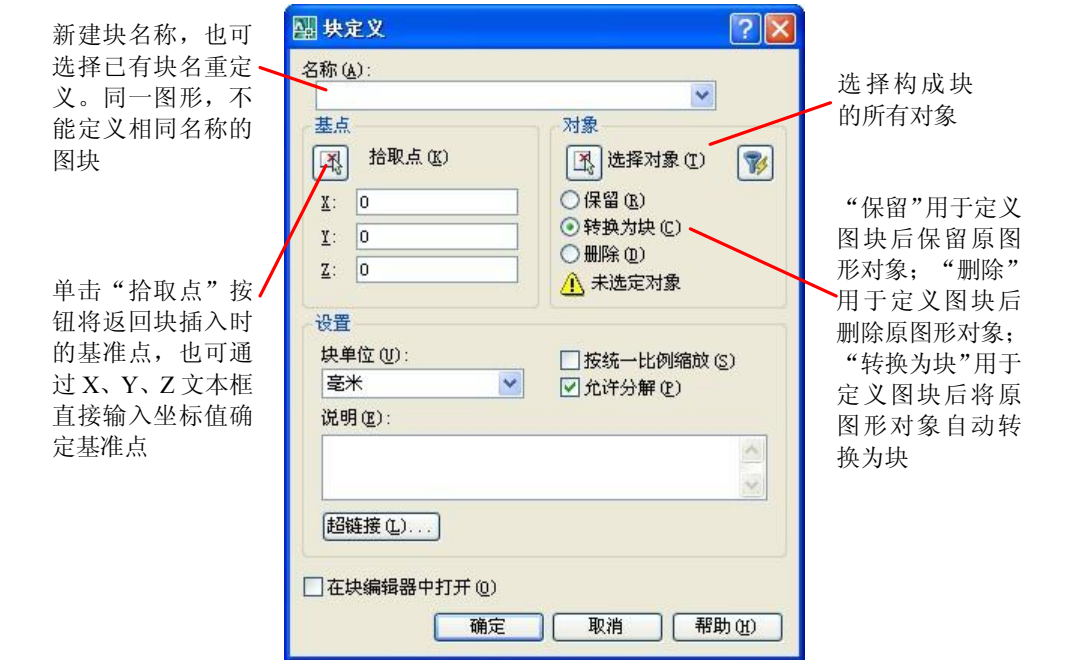 新建块名称，也可
选择已有块名重定
义。同一图形，不
能定义相同名称的
图块
单击“拾取点”按
钮将返回块插入时
的基准点，也可通
过 X、Y、Z 文本框
直接输入坐标值确
定基准点
块定义
名称(A):
基点
拾取点(K)
X: 0
Y: 0
Z: 0
对象
选择对象(T)
保留(R)
转换为块(C)
删除(D)
未选定对象
设置
块单位(U):
毫米
按统一比例缩放(S)
允许分解(P)
说明(E):
超链接(L)...
在块编辑器中打开(O)
确定 取消 帮助(H)
选择构成块
的所有对象
“保留”用于定义
图块后保留原图
形对象；“删除”
用于定义图块后
删除原图形对象；
“转换为块”用于
定义图块后将原
图形对象自动转
换为块